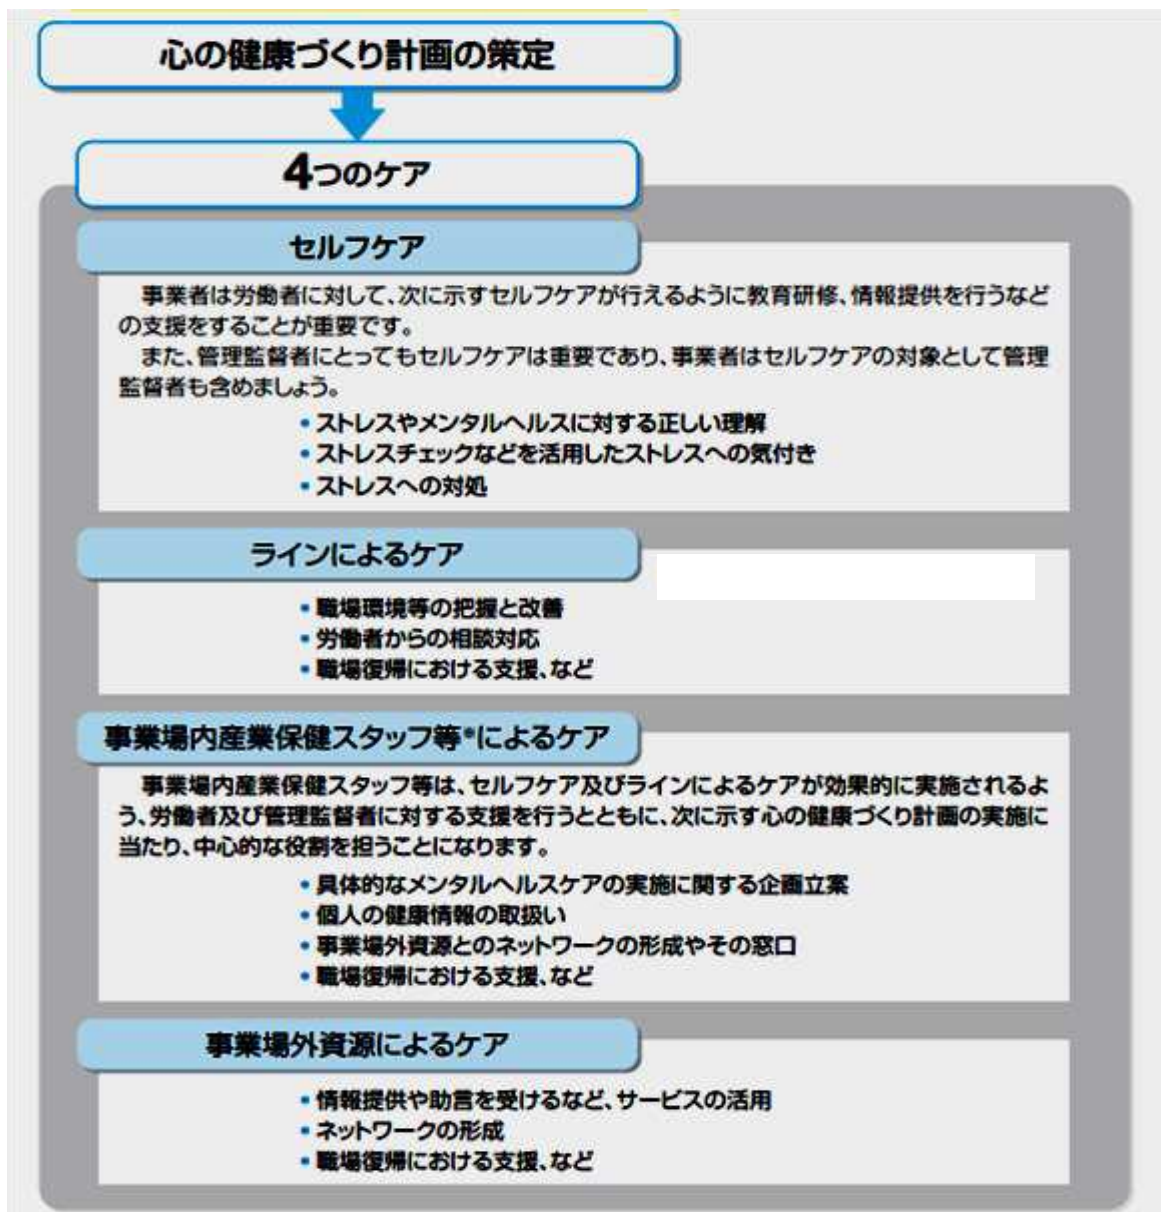 心の健康づくり計画の策定
4つのケア
セルフケア
事業者は労働者に対して、次に示すセルフケアが行えるように教育研修、情報提供を行うなど
の支援をすることが重要です。
また、管理監督者にとってもセルフケアは重要であり、事業者はセルフケアの対象として管理
監督者も含めましょう。
•ストレスやメンタルヘルスに対する正しい理解
•ストレスチェックなどを活用したストレスへの気付き
•ストレスへの対処
ラインによるケア
•職場環境等の把握と改善
•労働者からの相談対応
•職場復帰における支援、など
事業場内産業保健スタッフ等*によるケア
事業場内産業保健スタッフ等は、セルフケア及びラインによるケアが効果的に実施されるよ
う、労働者及び管理監督者に対する支援を行うとともに、次に示す心の健康づくり計画の実施に
当たり、中心的な役割を担うことになります。
•具体的なメンタルヘルスケアの実施に関する企画立案
•個人の健康情報の取扱い
•事業場外資源とのネットワークの形成やその窓口
•職場復帰における支援、など
事業場外資源によるケア
•情報提供や助言を受けるなど、サービスの活用
•ネットワークの形成
•職場復帰における支援、など